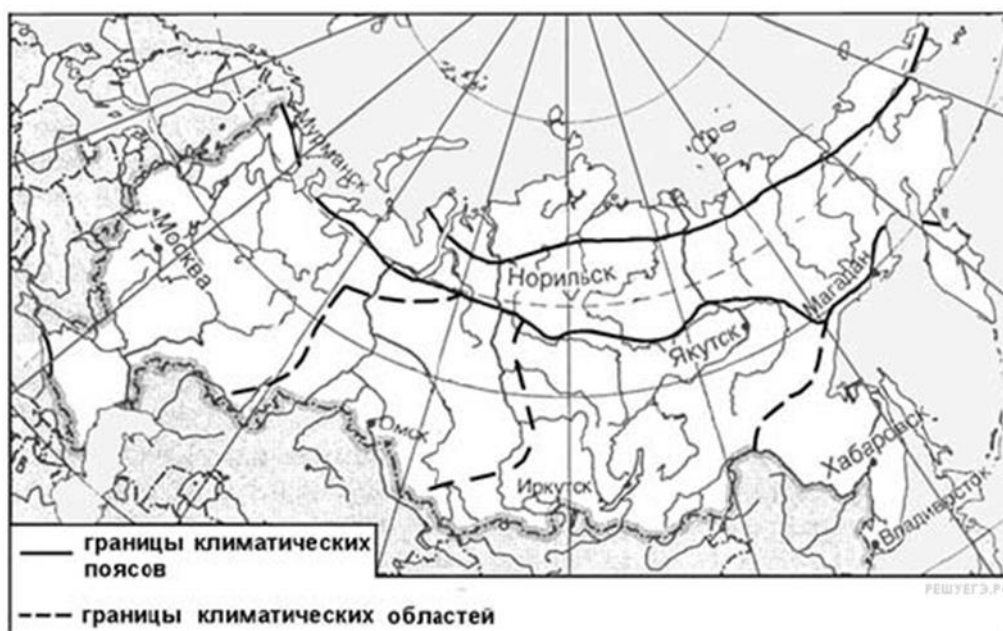 Мурманск
Москва
Норильск
Магадан
Якутск
Омск
Иркутск
Хабаровск
Владивосток
границы климатических
поясов
границы климатических областей
РЕШУЕГЭ.РФ